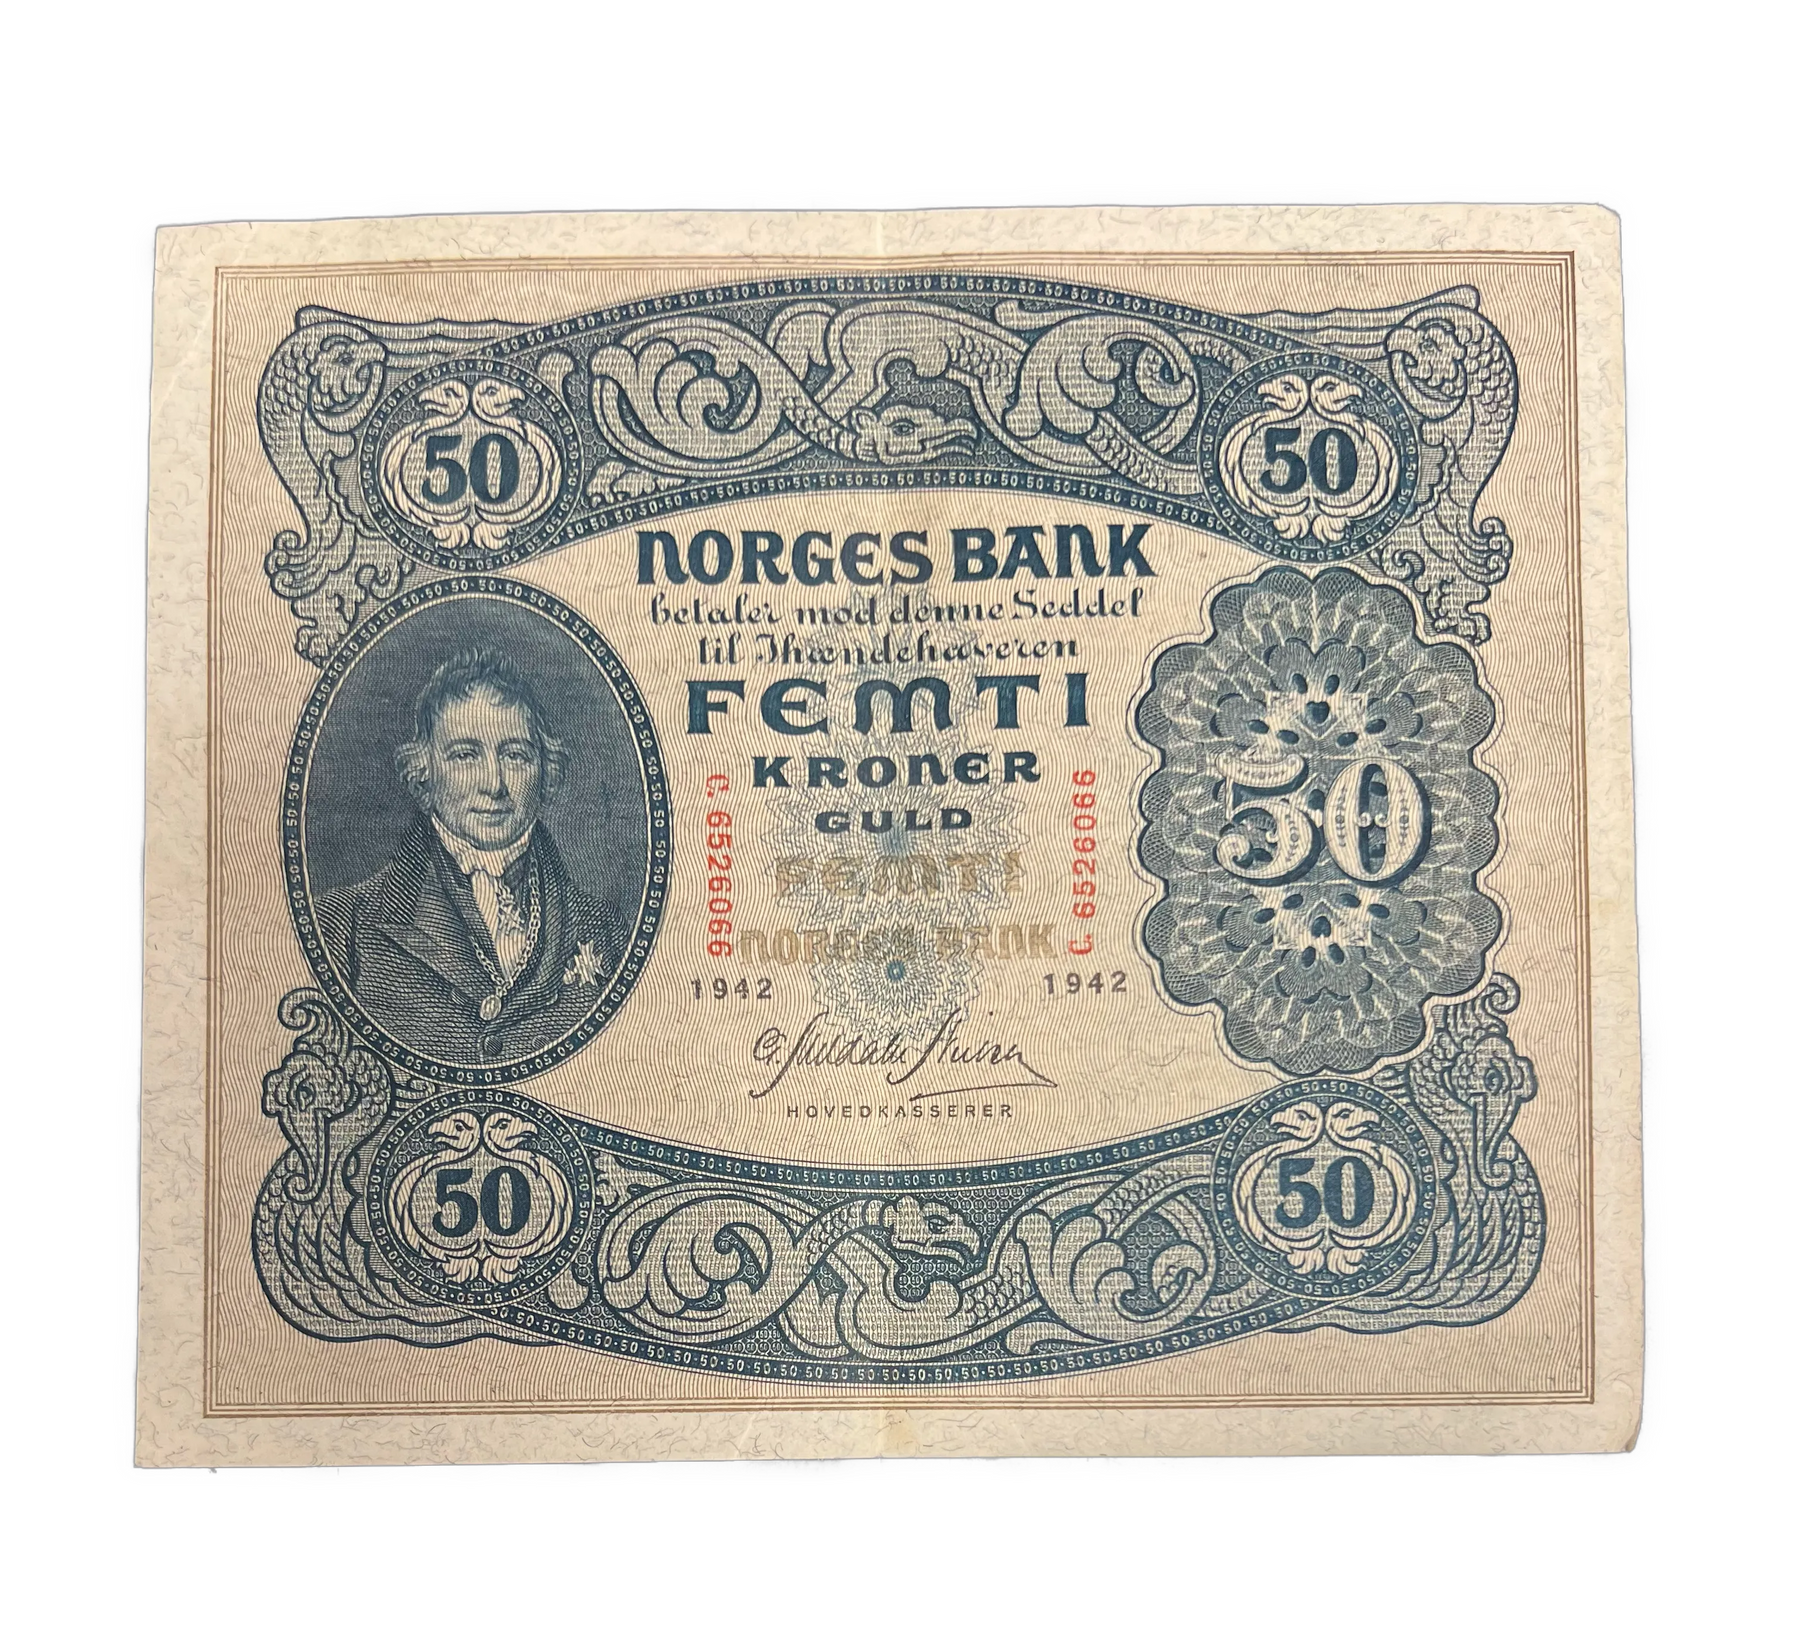 50 50
NORGES BANK
betaler mod denne Seddel
til Ihændehaveren
FEMTI
KRONER
GULD
FEMTI
NORGES BANK
C. 6526066
C. 6526066
1942 1942
HOVEDKASSERER
50
50 50